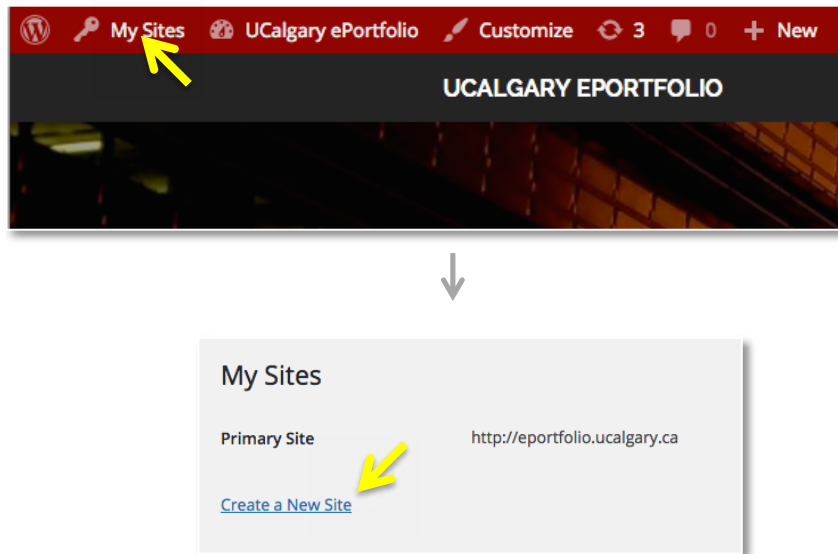 My Sites UCalgary ePortfolio Customize 3 0 + New
UCALGARY EPORTFOLIO
My Sites
Primary Site http://eportfolio.ucalgary.ca
Create a New Site